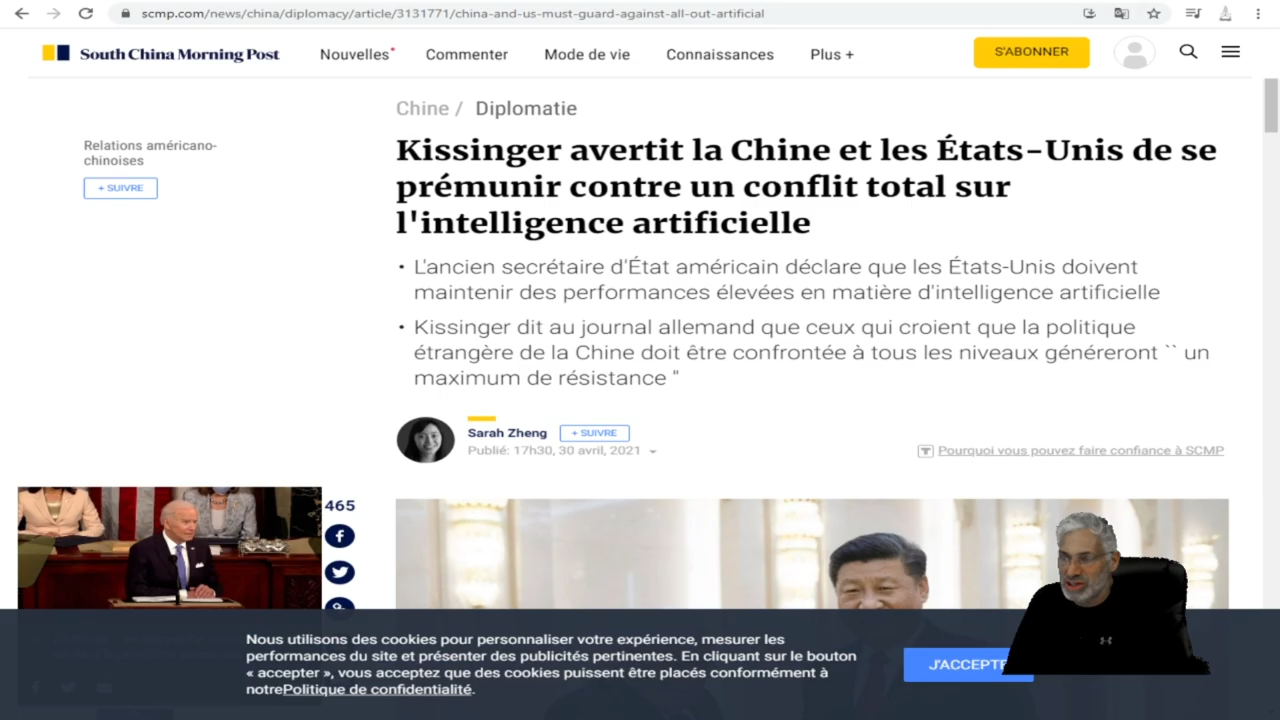 scmp.com/news/china/diplomacy/article/3131771/china-and-us-must-guard-against-all-out-artificial
South China Morning Post
Nouvelles
Commenter
Mode de vie
Connaissances
Plus +
S'ABONNER
Chine / Diplomatie
Relations américano-
chinoises
+ SUIVRE
Kissinger avertit la Chine et les États-Unis de se
prémunir contre un conflit total sur
l'intelligence artificielle
• L'ancien secrétaire d'État américain déclare que les États-Unis doivent
maintenir des performances élevées en matière d'intelligence artificielle
• Kissinger dit au journal allemand que ceux qui croient que la politique
étrangère de la Chine doit être confrontée à tous les niveaux généreront `` un
maximum de résistance "
Sarah Zheng
+ SUIVRE
Publié: 17h30, 30 avril, 2021
Pourquoi vous pouvez faire confiance à SCMP
465
Nous utilisons des cookies pour personnaliser votre expérience, mesurer les
performances du site et présenter des publicités pertinentes. En cliquant sur le bouton
« accepter », vous acceptez que des cookies puissent être placés conformément à
notrePolitique de confidentialité.
J'ACCEPTE